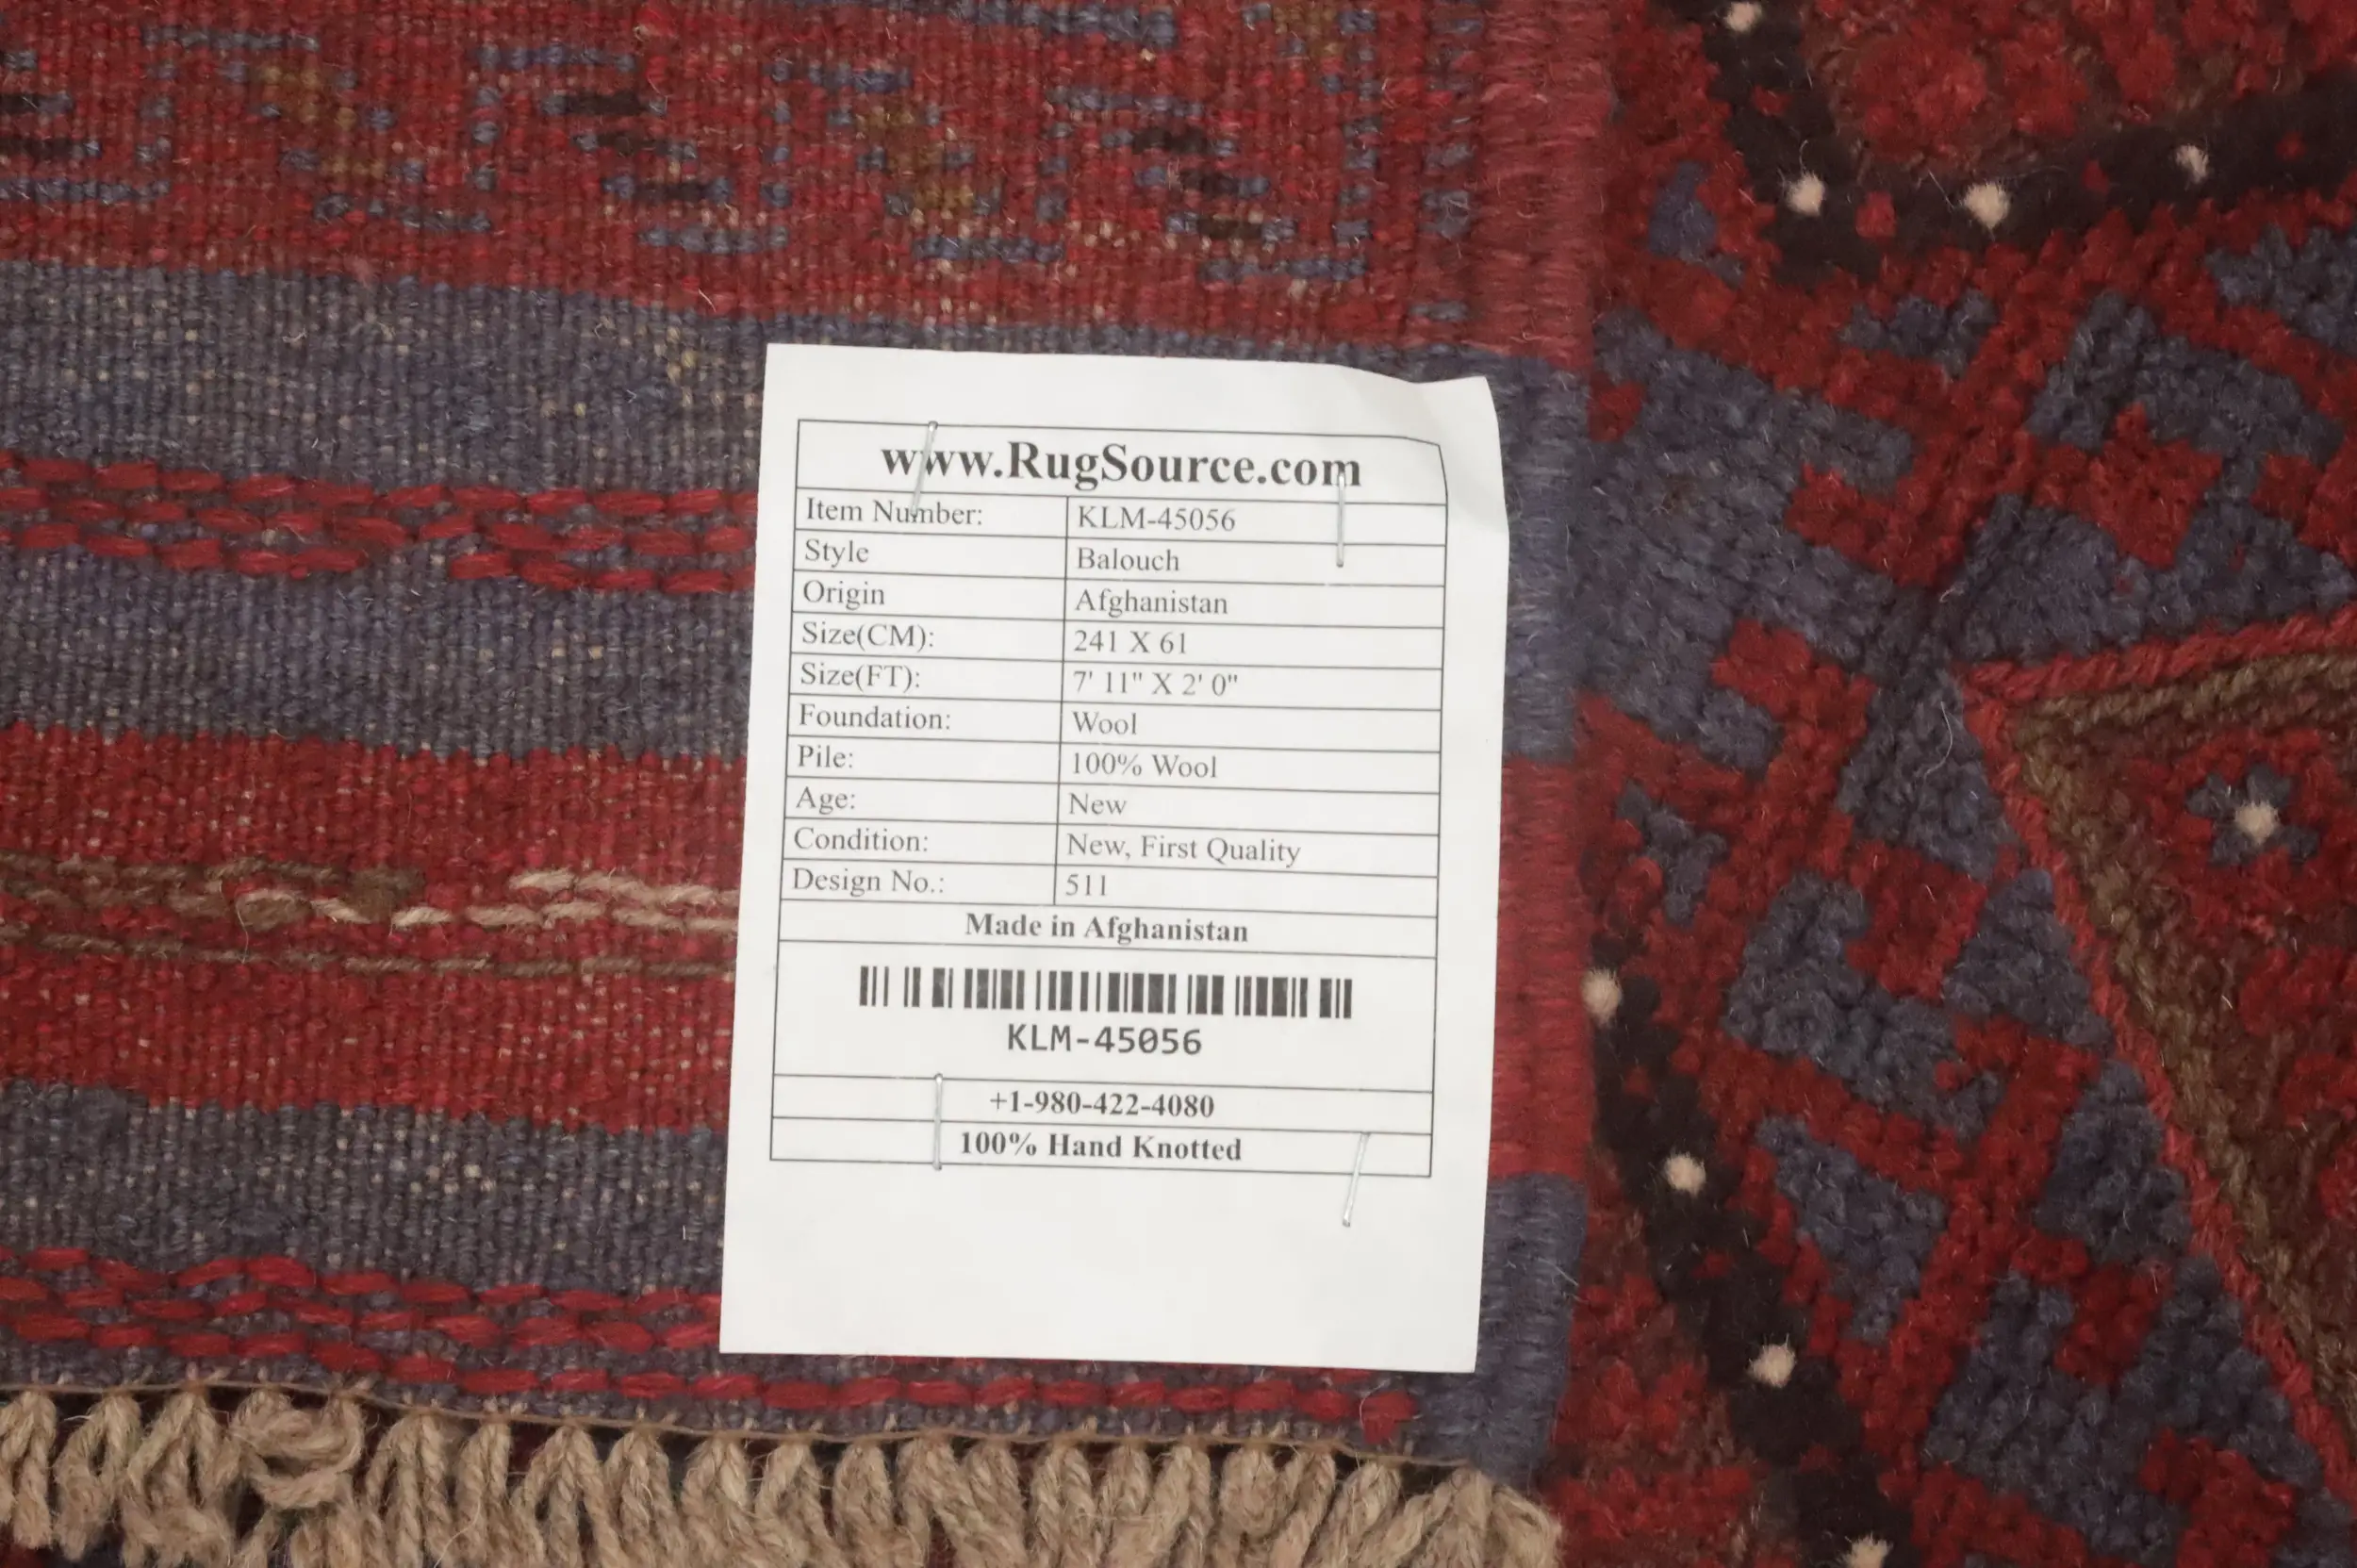 www.RugSource.com
Item Number: KLM-45056
Style Balouch
Origin Afghanistan
Size(CM): 241 X 61
Size(FT): 7' 11" X 2' 0"
Foundation: Wool
Pile: 100% Wool
Age: New
Condition: New, First Quality
Design No.: 511
Made in Afghanistan
KLM-45056
+1-980-422-4080
100% Hand Knotted